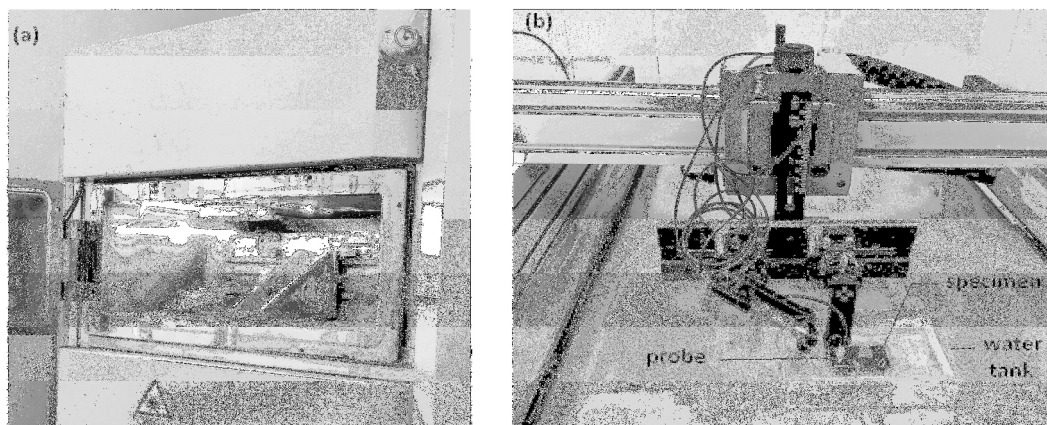 (a)
(b)
specimen
probe
water
tank